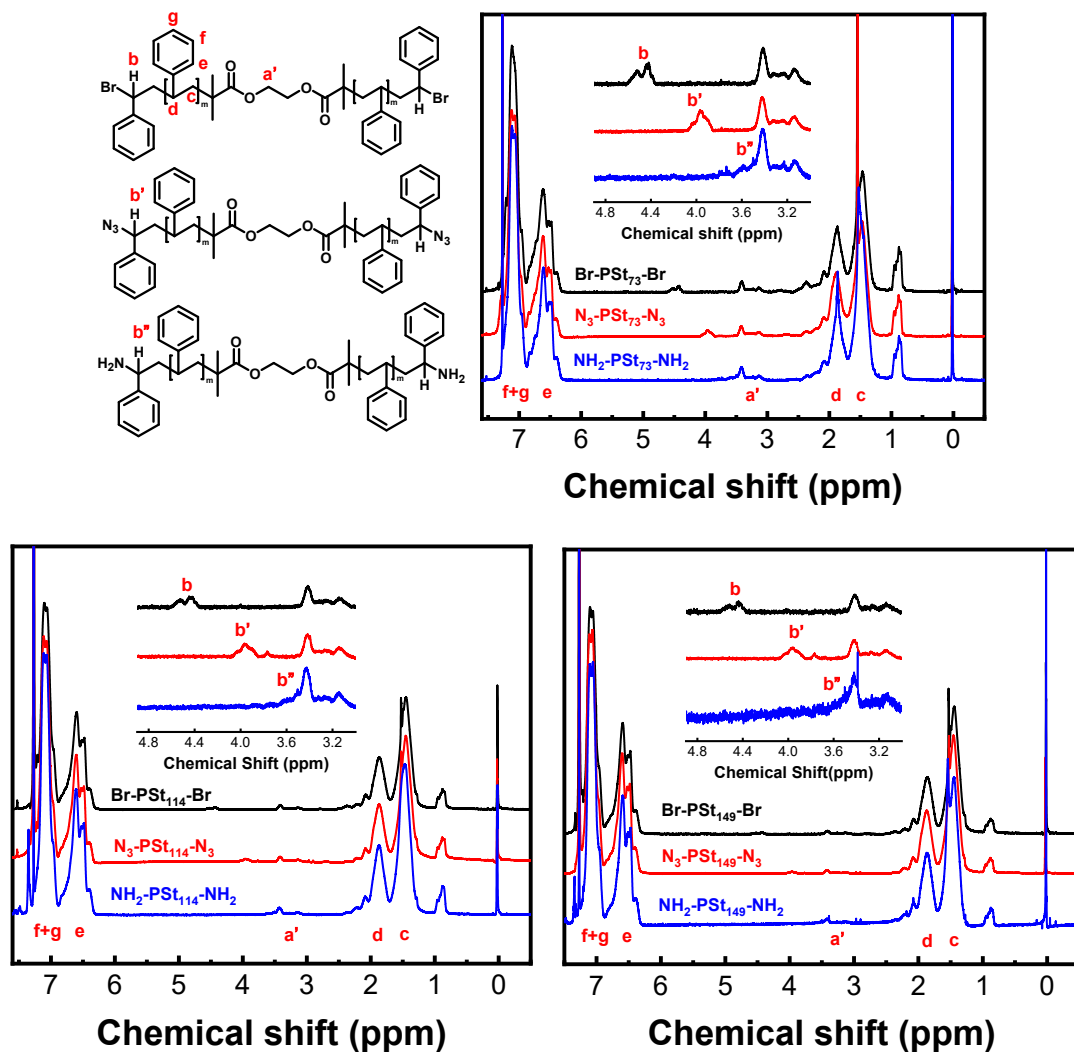 g
f
b
e
a'
H
O
Br
O
O
m
m
Br
d
c
O
H
b'
H
O
N3
O
O
m
m
N3
O
H
b"
H
O
H2N
O
O
m
m
NH2
O
H
b
b'
b"
4.8 4.4 4.0 3.6 3.2
Chemical shift (ppm)
Br-PSt73-Br
N3-PSt73-N3
NH2-PSt73-NH2
f+g e a' d c
7 6 5 4 3 2 1 0
Chemical shift (ppm)
b
b'
b"
4.8 4.4 4.0 3.6 3.2
Chemical Shift (ppm)
Br-PSt114-Br
N3-PSt114-N3
NH2-PSt114-NH2
f+g e a' d c
7 6 5 4 3 2 1 0
Chemical shift (ppm)
b
b'
b"
4.8 4.4 4.0 3.6 3.2
Chemical Shift(ppm)
Br-PSt149-Br
N3-PSt149-N3
NH2-PSt149-NH2
f+g e a' d c
7 6 5 4 3 2 1 0
Chemical shift (ppm)